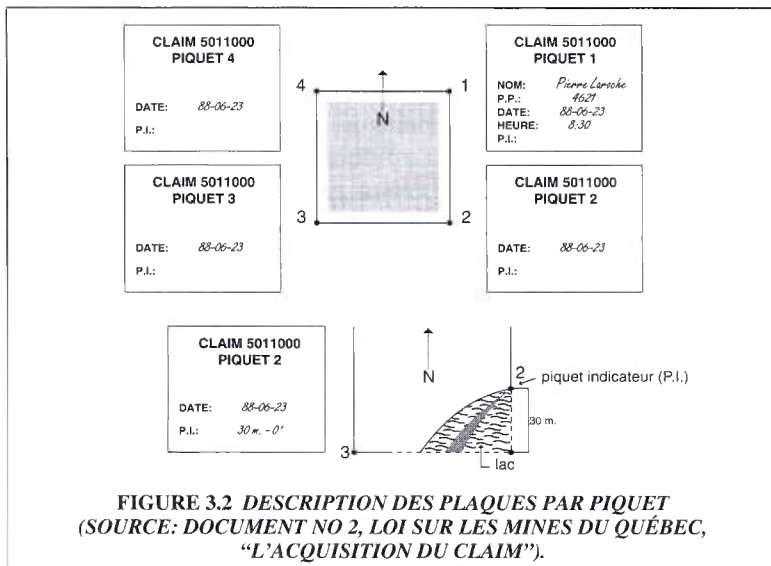 CLAIM 5011000
PIQUET 4
DATE: 88-06-23
P.I.:
4
1
N
CLAIM 5011000
PIQUET 1
NOM: Pierre Laroche
P.P.: 4621
DATE: 88-06-23
HEURE: 8:30
P.I.:
CLAIM 5011000
PIQUET 3
DATE: 88-06-23
P.I.:
3
2
CLAIM 5011000
PIQUET 2
DATE: 88-06-23
P.I.:
CLAIM 5011000
PIQUET 2
DATE: 88-06-23
P.I.: 30 m. - 0'
N
2
piquet indicateur (P.I.)
30 m.
3
lac
FIGURE 3.2 DESCRIPTION DES PLAQUES PAR PIQUET
(SOURCE: DOCUMENT NO 2, LOI SUR LES MINES DU QUÉBEC,
“L'ACQUISITION DU CLAIM”).